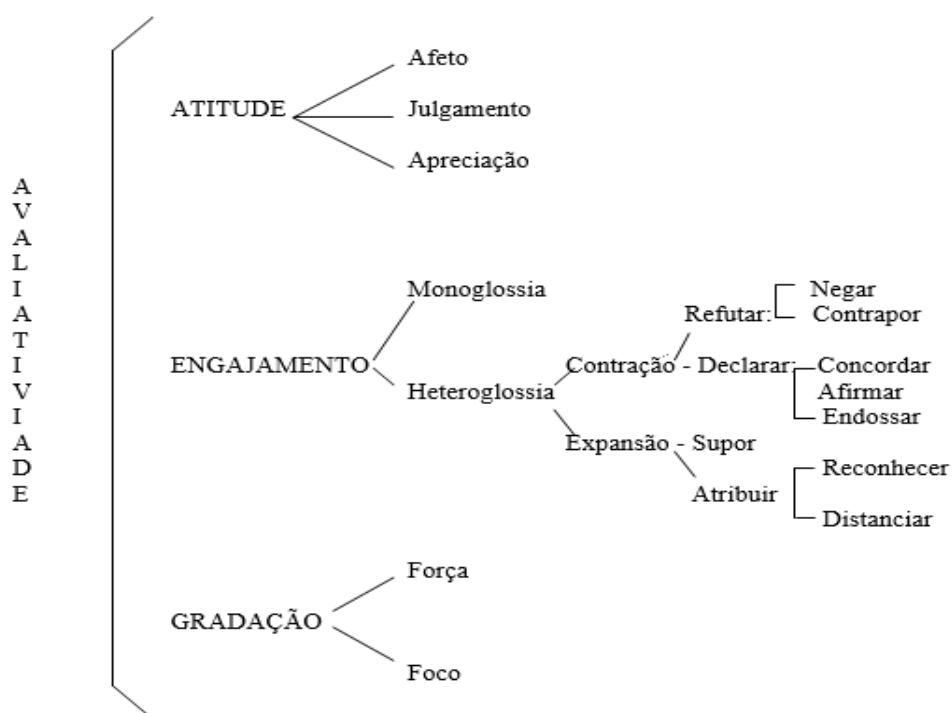 AVALIATIVIADE
ATITUDE
Afeto
Julgamento
Apreciação
ENGAJAMENTO
Monoglossia
Heteroglossia
Contração - Declarar:
Refutar:
Negar
Contrapor
Concordar
Afirmar
Endossar
Expansão - Supor
Atribuir
Reconhecer
Distanciar
GRADAÇÃO
Força
Foco